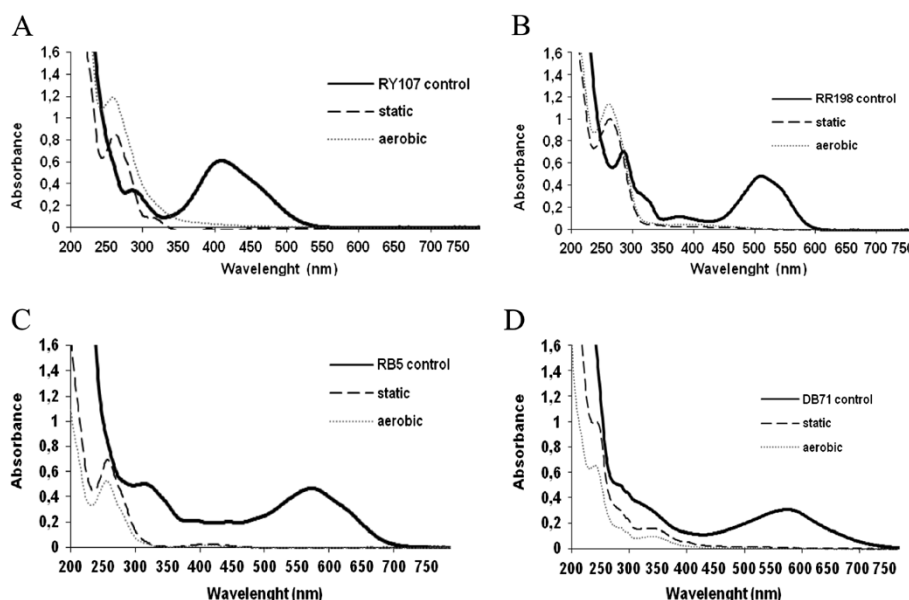 A
Absorbance
1,6
1,4
1,2
1
0,8
0,6
0,4
0,2
0
RY107 control
static
aerobic
200 250 300 350 400 450 500 550 600 650 700 750
Wavelenght (nm)
B
Absorbance
1,6
1,4
1,2
1
0,8
0,6
0,4
0,2
0
RR198 control
static
aerobic
200 250 300 350 400 450 500 550 600 650 700 750
Wavelenght (nm)
C
Absorbance
1,6
1,4
1,2
1
0,8
0,6
0,4
0,2
0
RB5 control
static
aerobic
200 250 300 350 400 450 500 550 600 650 700 750
Wavelenght (nm)
D
Absorbance
1,6
1,4
1,2
1
0,8
0,6
0,4
0,2
0
DB71 control
static
aerobic
200 250 300 350 400 450 500 550 600 650 700 750
Wavelenght (nm)